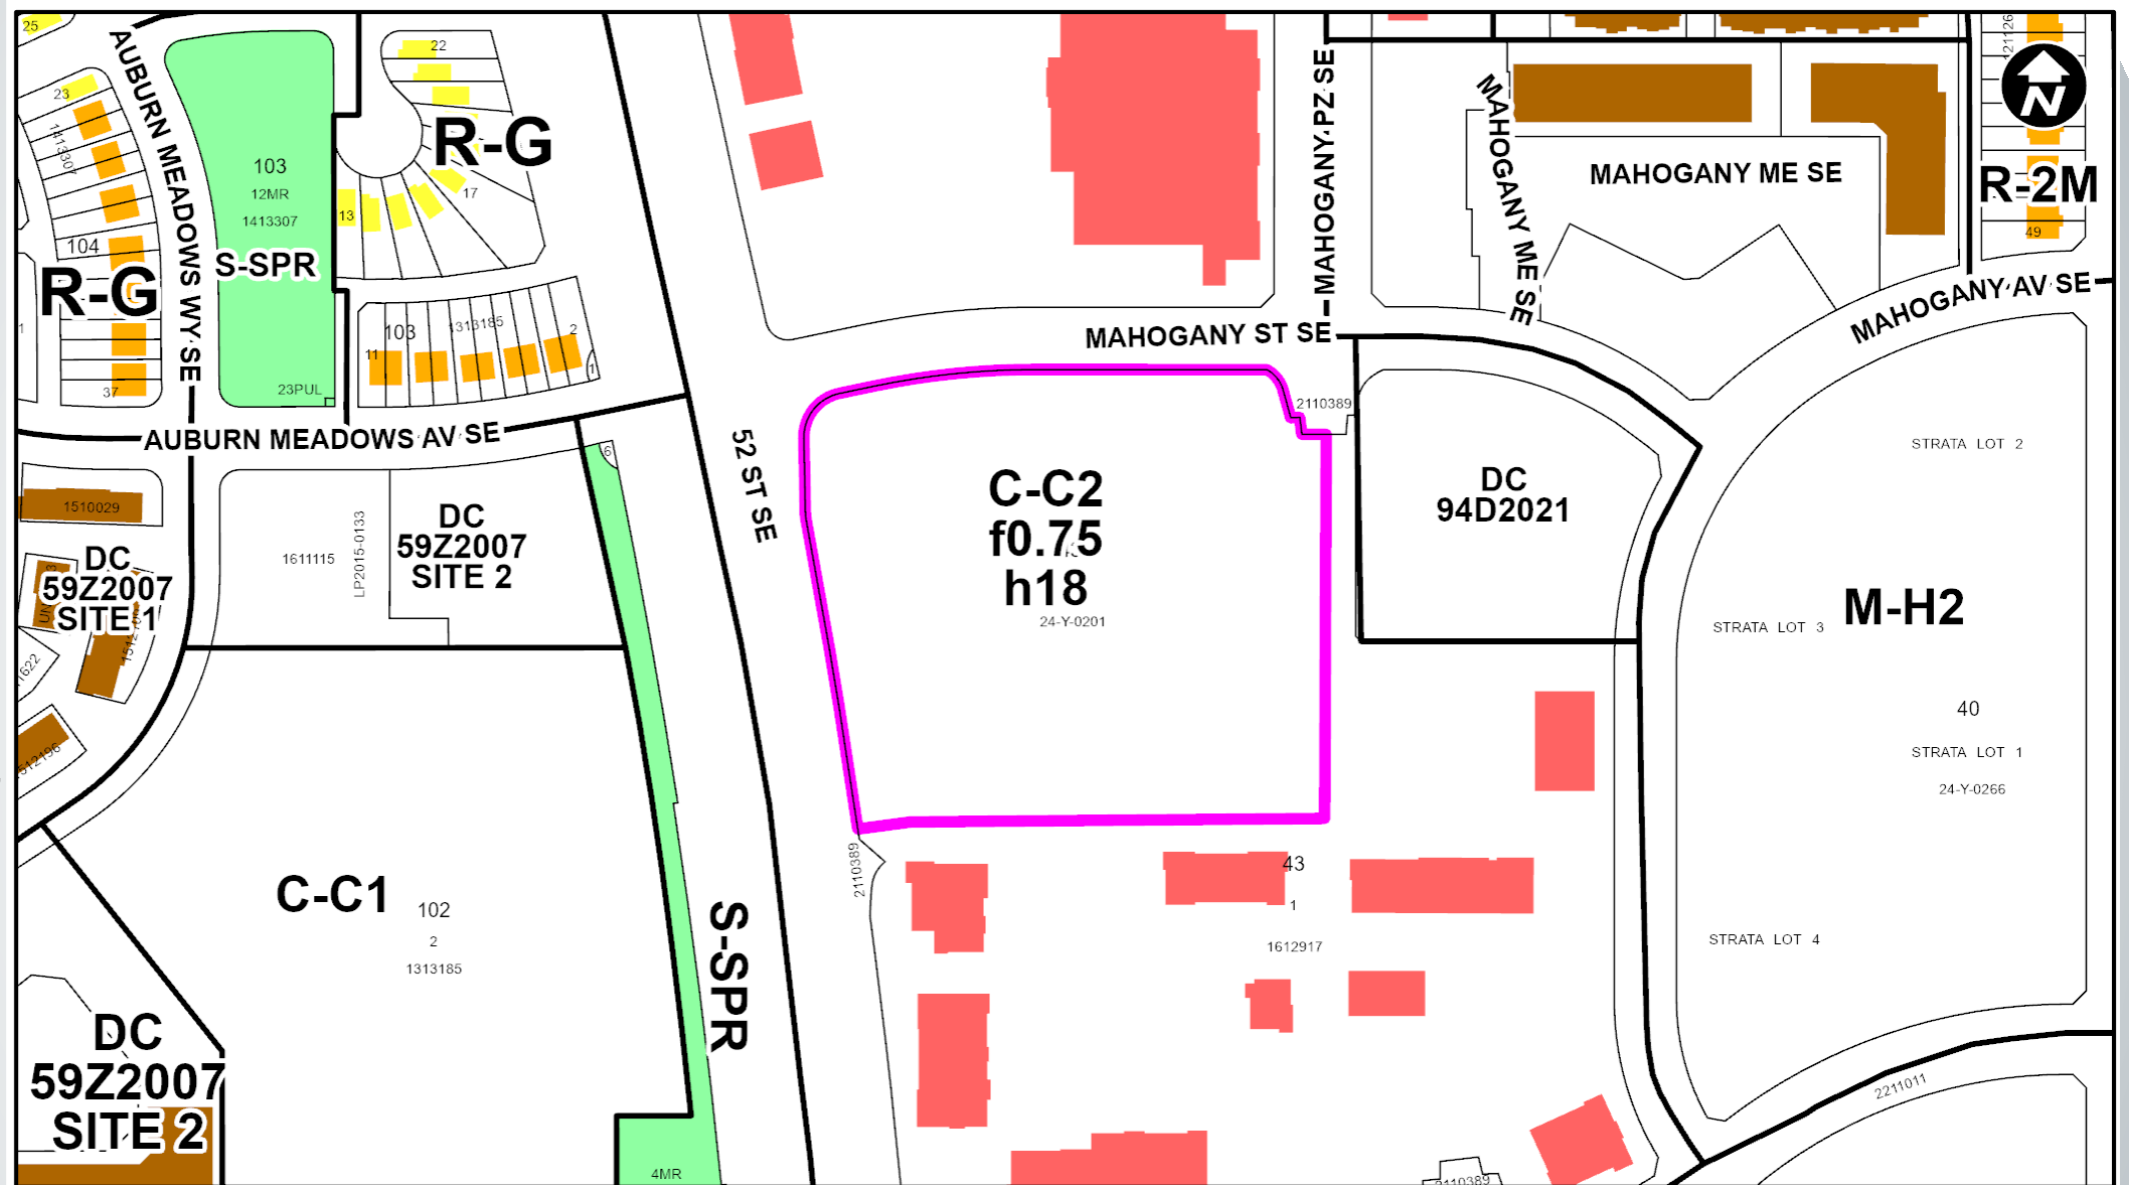 25
AUBURN MEADOWS WY SE
23
1413307
104
R-G
37
103
12MR
1413307
S-SPR
23PUL
22
R-G
17
13
103
1313185
11
2
1
AUBURN MEADOWS AV SE
MAHOGANY PZ SE
MAHOGANY ME SE
MAHOGANY ME SE
211126
N
R-2M
49
MAHOGANY AV SE
MAHOGANY ST SE
2110389
1510029
DC
59Z2007
SITE 1
1611115
LP2015-0133
DC
59Z2007
SITE 2
6
52 ST SE
C-C2
f0.75
h18
24-Y-0201
DC
94D2021
STRATA LOT 2
M-H2
STRATA LOT 3
40
STRATA LOT 1
24-Y-0266
STRATA LOT 4
C-C1
102
2
1313185
S-SPR
2110389
43
1
1612917
DC
59Z2007
SITE 2
4MR
2110389
2211011